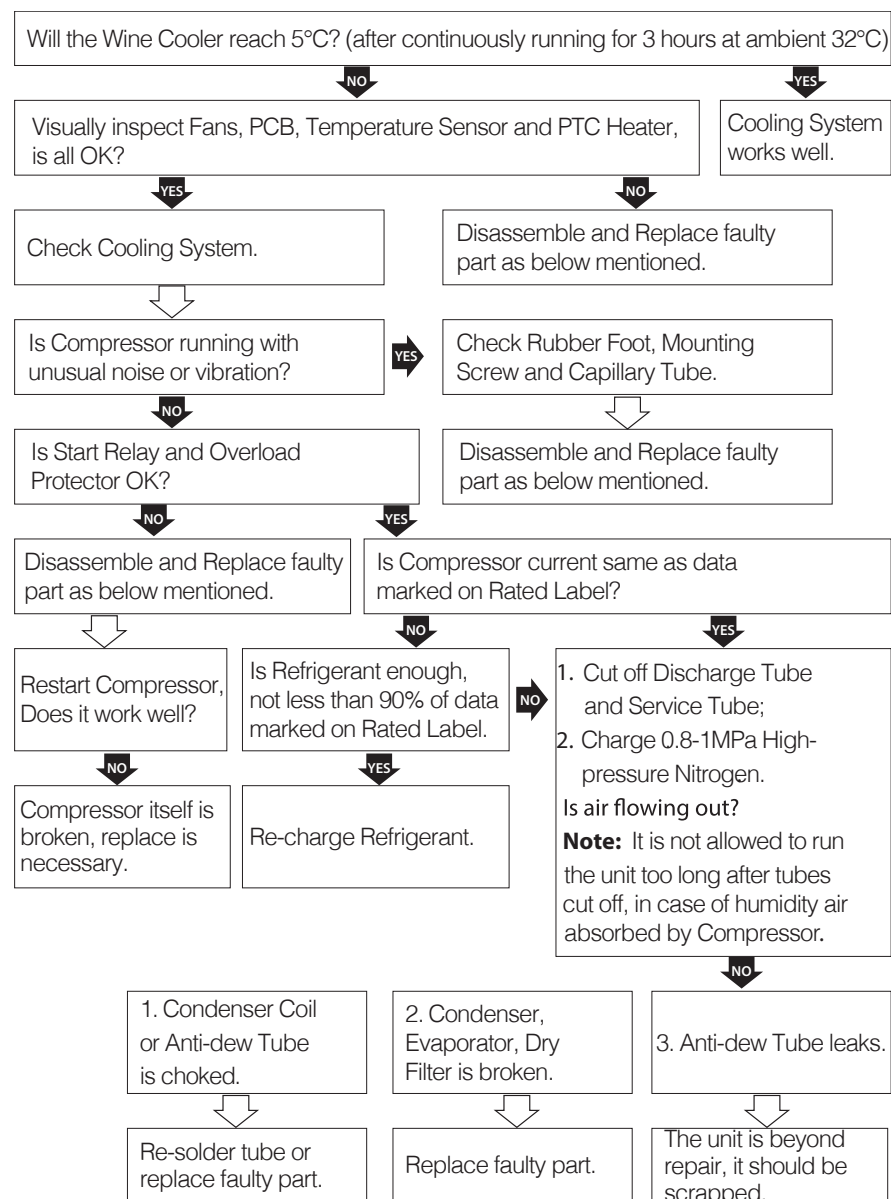 Will the Wine Cooler reach 5°C? (after continuously running for 3 hours at ambient 32°C)
NO
YES
Visually inspect Fans, PCB, Temperature Sensor and PTC Heater,
is all OK?
Cooling System
works well.
YES
NO
Check Cooling System.
Disassemble and Replace faulty
part as below mentioned.
Is Compressor running with
unusual noise or vibration?
YES
Check Rubber Foot, Mounting
Screw and Capillary Tube.
NO
Is Start Relay and Overload
Protector OK?
Disassemble and Replace faulty
part as below mentioned.
NO
YES
Disassemble and Replace faulty
part as below mentioned.
Is Compressor current same as data
marked on Rated Label?
NO
YES
Restart Compressor,
Does it work well?
Is Refrigerant enough,
not less than 90% of data
marked on Rated Label.
NO
1. Cut off Discharge Tube
and Service Tube;
2. Charge 0.8-1MPa High-
pressure Nitrogen.
Is air flowing out?
Note: It is not allowed to run
the unit too long after tubes
cut off, in case of humidity air
absorbed by Compressor.
NO
YES
Compressor itself is
broken, replace is
necessary.
Re-charge Refrigerant.
NO
1. Condenser Coil
or Anti-dew Tube
is choked.
2. Condenser,
Evaporator, Dry
Filter is broken.
3. Anti-dew Tube leaks.
Re-solder tube or
replace faulty part.
Replace faulty part.
The unit is beyond
repair, it should be
scrapped.